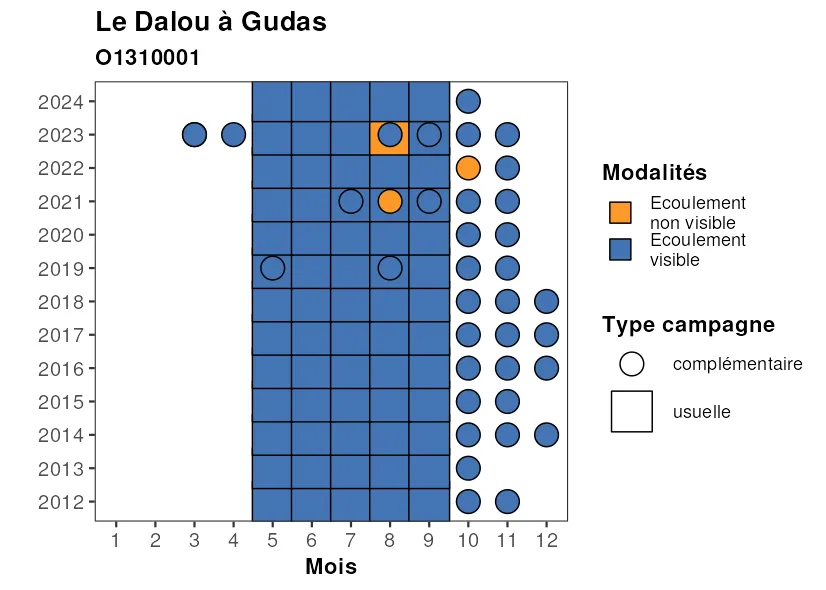 Le Dalou à Gudas
O1310001
2024
2023
2022
2021
2020
2019
2018
2017
2016
2015
2014
2013
2012
1 2 3 4 5 6 7 8 9 10 11 12
Mois
Modalités
Ecoulement
non visible
Ecoulement
visible
Type campagne
complémentaire
usuelle